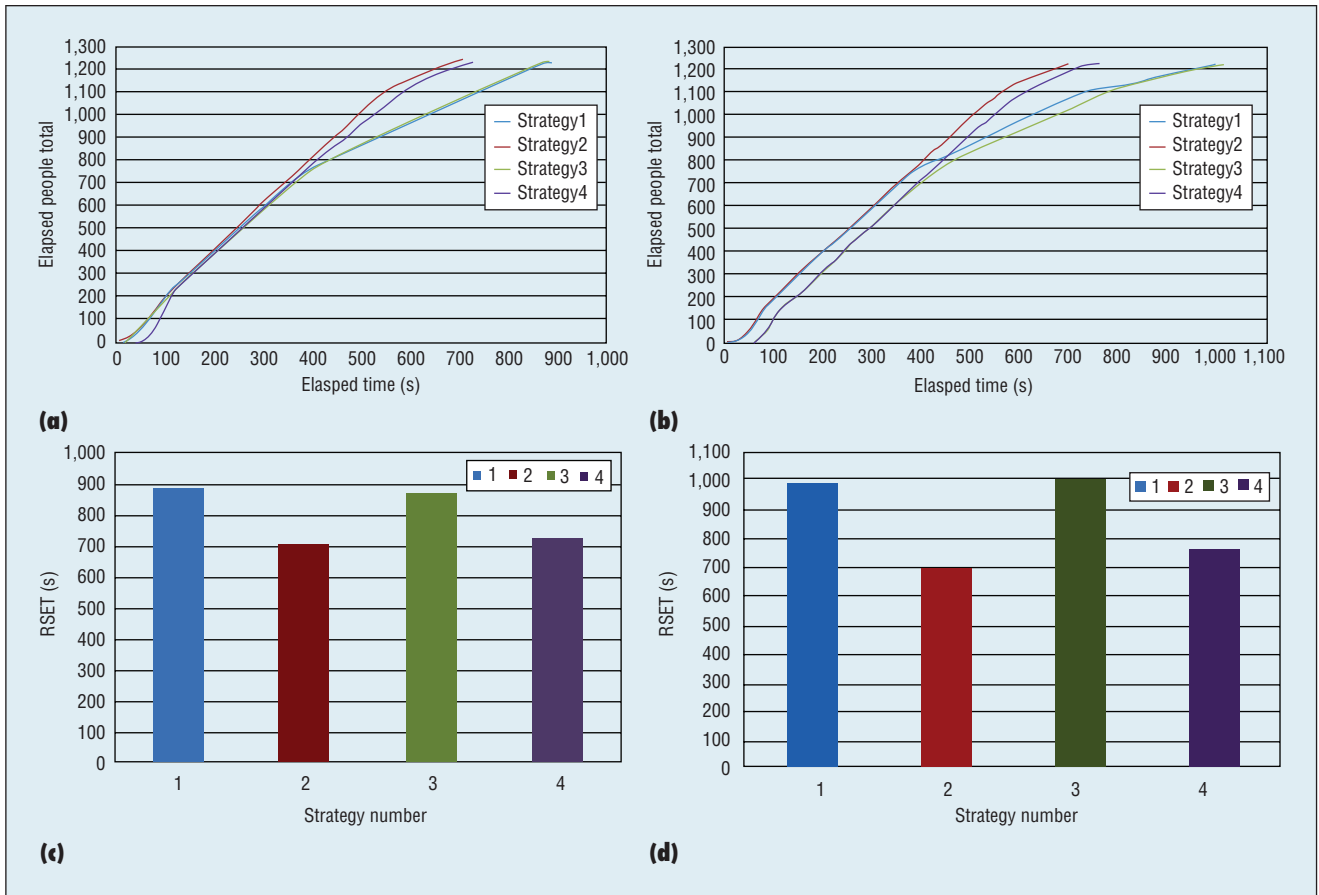 1,300
1,200
1,100
1,000
900
800
700
600
500
400
300
200
100
0
Elapsed people total
0 100 200 300 400 500 600 700 800 900 1,000
Elasped time (s)
Strategy1
Strategy2
Strategy3
Strategy4
(a)
1,300
1,200
1,100
1,000
900
800
700
600
500
400
300
200
100
0
Elapsed people total
0 100 200 300 400 500 600 700 800 900 1,000 1,100
Elasped time (s)
Strategy1
Strategy2
Strategy3
Strategy4
(b)
1,000
900
800
700
600
500
400
300
200
100
0
RSET (s)
1 2 3 4
1 2 3 4
Strategy number
(c)
1,100
1,000
900
800
700
600
500
400
300
200
100
0
RSET (s)
1 2 3 4
1 2 3 4
Strategy number
(d)